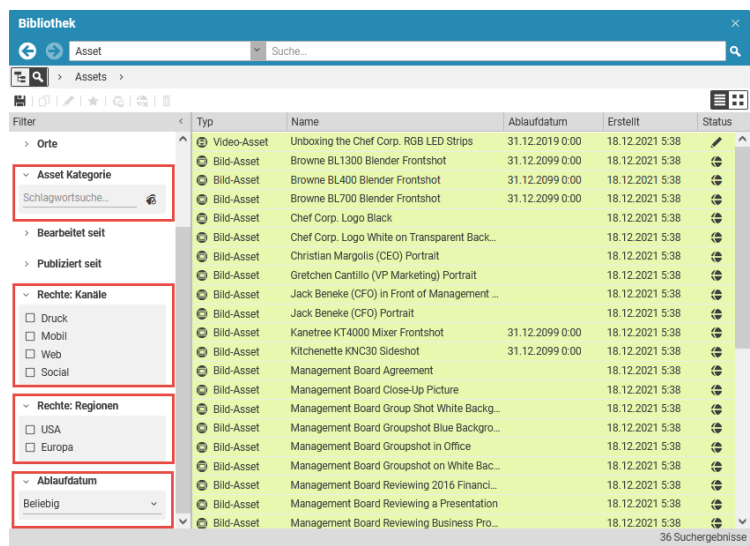 Bibliothek
Asset
Suche...
Assets
Filter
Typ Name Ablaufdatum Erstellt Status
Orte
Asset Kategorie
Schlagwortsuche...
Bearbeitet seit
Publiziert seit
Rechte: Kanäle
Druck
Mobil
Web
Social
Rechte: Regionen
USA
Europa
Ablaufdatum
Beliebig
Video-Asset Unboxing the Chef Corp. RGB LED Strips 31.12.2019 0:00 18.12.2021 5:38
Bild-Asset Browne BL1300 Blender Frontshot 31.12.2099 0:00 18.12.2021 5:38
Bild-Asset Browne BL400 Blender Frontshot 31.12.2099 0:00 18.12.2021 5:38
Bild-Asset Browne BL700 Blender Frontshot 31.12.2099 0:00 18.12.2021 5:38
Bild-Asset Chef Corp. Logo Black 18.12.2021 5:38
Bild-Asset Chef Corp. Logo White on Transparent Back... 18.12.2021 5:38
Bild-Asset Christian Margolis (CEO) Portrait 18.12.2021 5:38
Bild-Asset Gretchen Cantillo (VP Marketing) Portrait 18.12.2021 5:38
Bild-Asset Jack Beneke (CFO) in Front of Management ... 18.12.2021 5:38
Bild-Asset Jack Beneke (CFO) Portrait 18.12.2021 5:38
Bild-Asset Kanetree KT4000 Mixer Frontshot 31.12.2099 0:00 18.12.2021 5:38
Bild-Asset Kitchenette KNC30 Sideshot 31.12.2099 0:00 18.12.2021 5:38
Bild-Asset Management Board Agreement 18.12.2021 5:38
Bild-Asset Management Board Close-Up Picture 18.12.2021 5:38
Bild-Asset Management Board Group Shot White Backg... 18.12.2021 5:38
Bild-Asset Management Board Groupshot Blue Backgro... 18.12.2021 5:38
Bild-Asset Management Board Groupshot in Office 18.12.2021 5:38
Bild-Asset Management Board Groupshot on White Bac... 18.12.2021 5:38
Bild-Asset Management Board Reviewing 2016 Financi... 18.12.2021 5:38
Bild-Asset Management Board Reviewing a Presentation 18.12.2021 5:38
Bild-Asset Management Board Reviewing Business Pro... 18.12.2021 5:38
36 Suchergebnisse